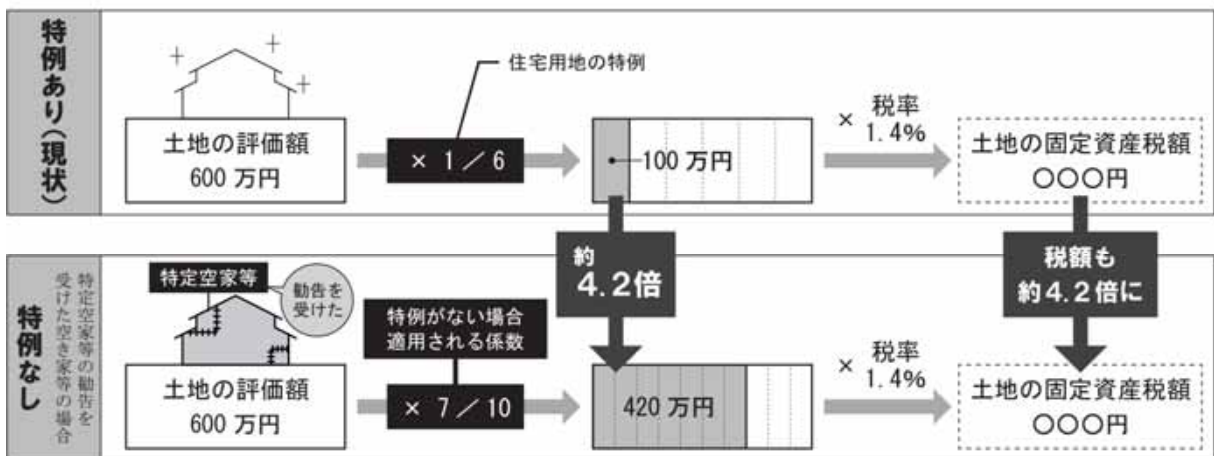 特例あり(現状)
土地の評価額
600 万円
× 1/6
住宅用地の特例
100 万円
× 税率
1.4%
土地の固定資産税額
○○○円
約
4.2倍
税額も
約4.2倍に
特例なし
特定空家等の勧告を
受けた空き家等の場合
特定空家等
勧告を
受けた
土地の評価額
600 万円
特例がない場合
適用される係数
× 7/10
420 万円
× 税率
1.4%
土地の固定資産税額
○○○円